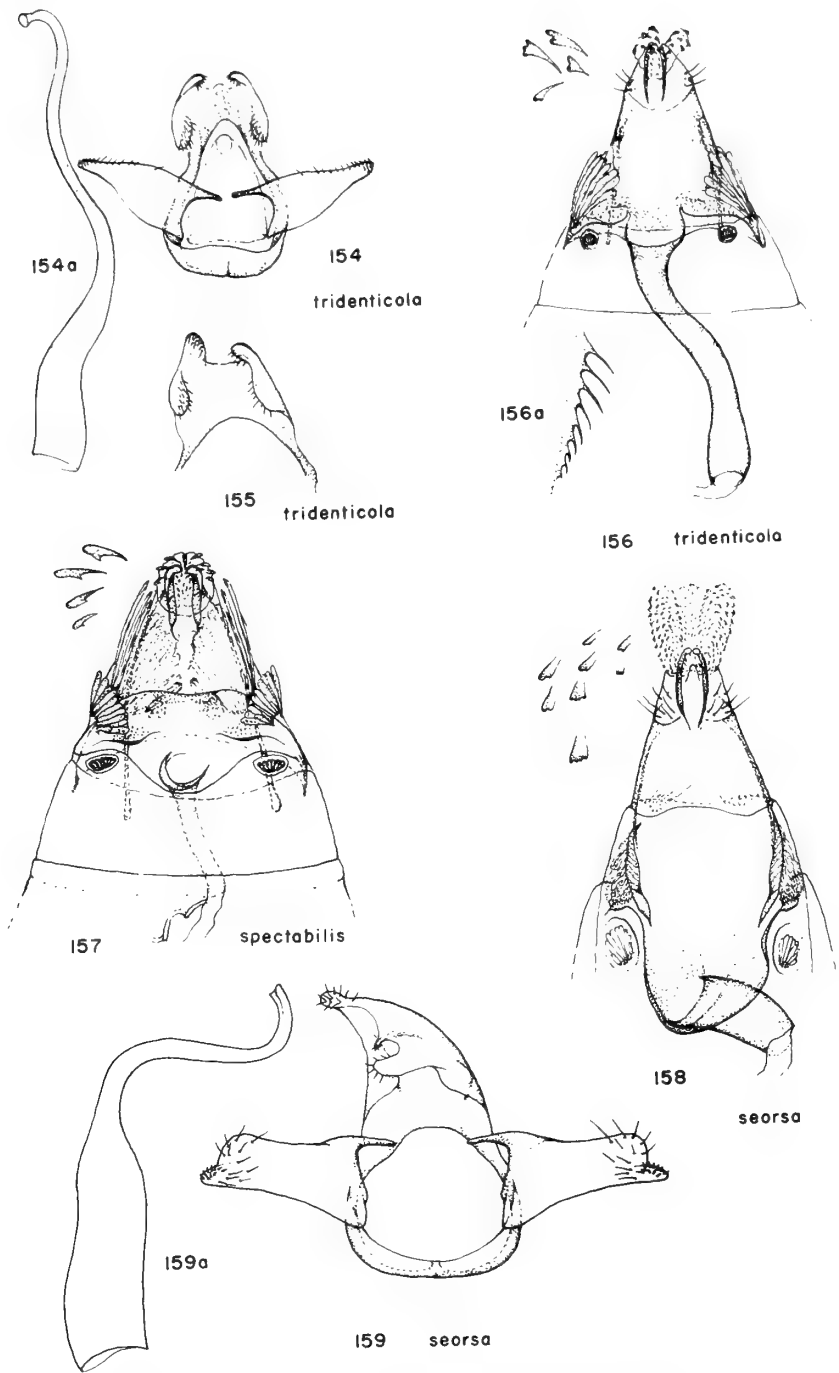 154a
154
tridenticola
155 tridenticola
156a
156 tridenticola
157 spectabilis
158
seorsa
159a
159 seorsa